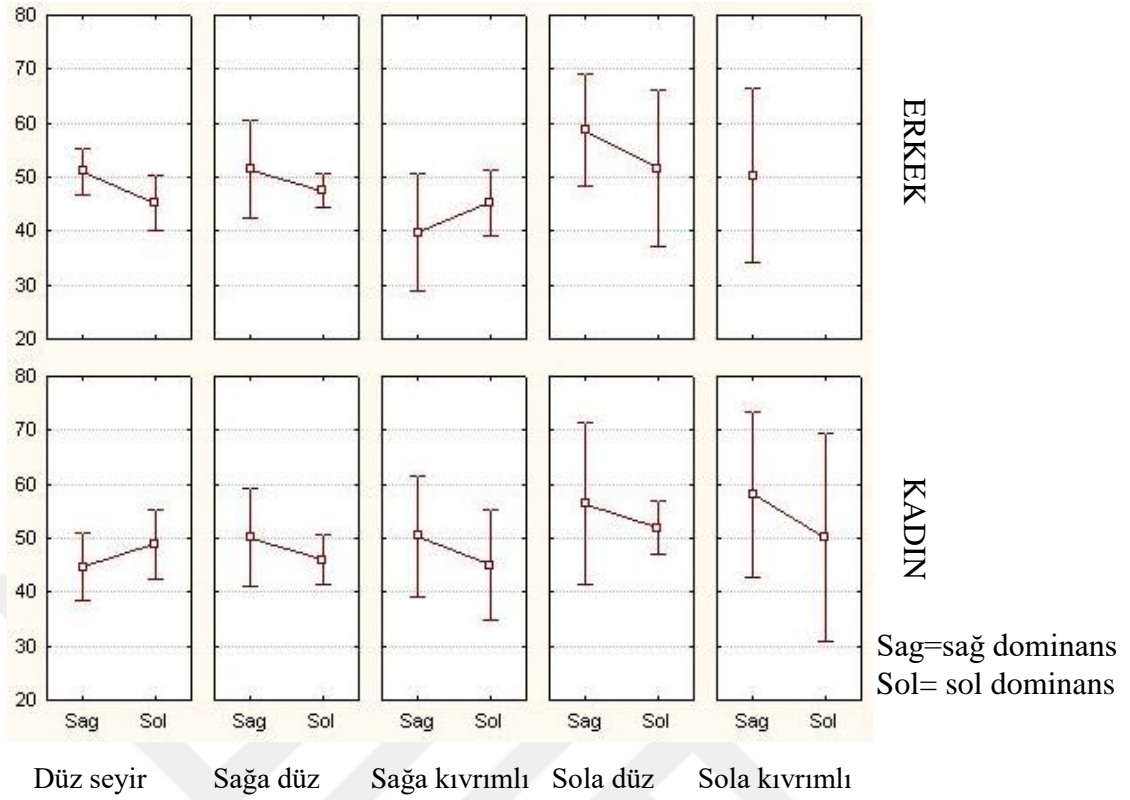 80
70
60
50
40
30
20
ERKEK
80
70
60
50
40
30
20
KADIN
Sag Sol Sag Sol Sag Sol Sag Sol Sag Sol
Sag=sağ dominans
Sol= sol dominans
Düz seyir Sağa düz Sağa kıvrımlı Sola düz Sola kıvrımlı